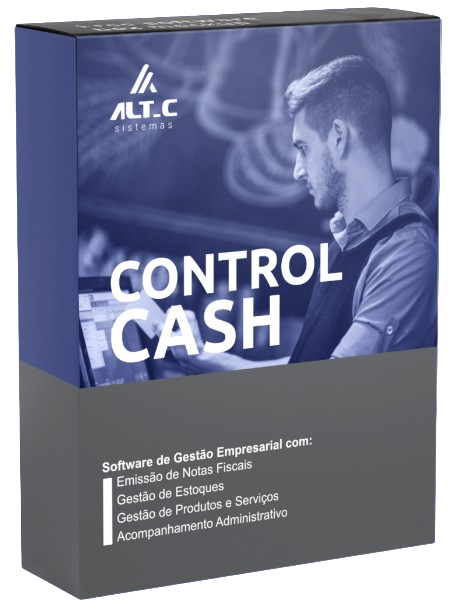 ALT_C
sistemas
CONTROL
CASH
Software de Gestão Empresarial com:
Emissão de Notas Fiscais
Gestão de Estoques
Gestão de Produtos e Serviços
Acompanhamento Administrativo